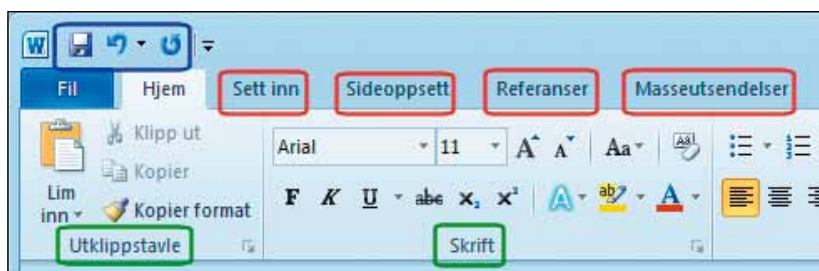 W
Fil Hjem Sett inn Sideoppsett Referanser Masseutsendelser
Klipp ut
Kopier
Kopier format
Lim
inn
Arial 11 A A Aa
F K U abc x₂ x² A ab A
Utklippstavle Skrift